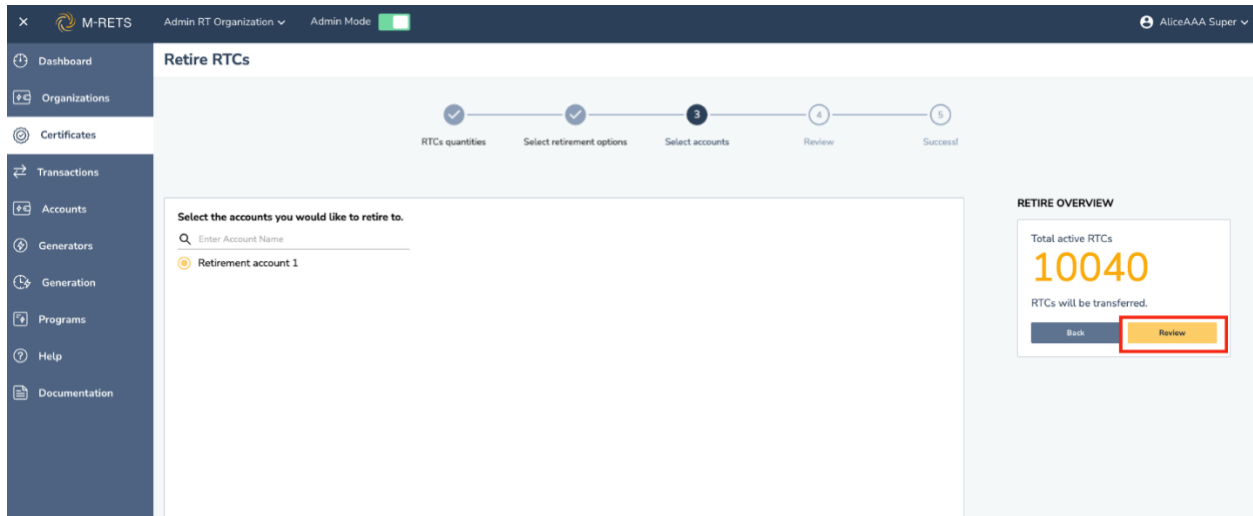 × M-RETS Admin RT Organization Admin Mode AliceAAA Super
Dashboard
Organizations
Certificates
Transactions
Accounts
Generators
Generation
Programs
Help
Documentation
Retire RTCs
3 4 5
RTCs quantities Select retirement options Select accounts Review Success!
Select the accounts you would like to retire to.
Enter Account Name
Retirement account 1
RETIRE OVERVIEW
Total active RTCs
10040
RTCs will be transferred.
Back Review